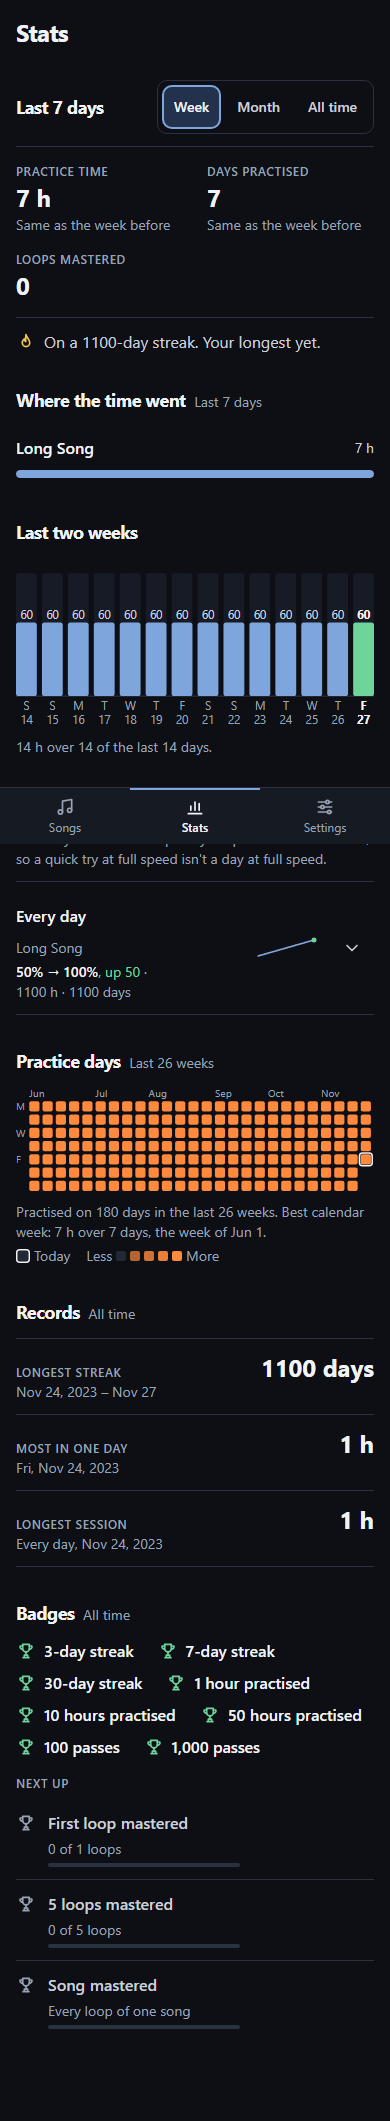 Stats
Last 7 days
Week Month All time
PRACTICE TIME
7 h
Same as the week before
DAYS PRACTISED
7
Same as the week before
LOOPS MASTERED
0
On a 1100-day streak. Your longest yet.
Where the time went Last 7 days
Long Song 7 h
Last two weeks
60 60 60 60 60 60 60 60 60 60 60 60 60 60
S M T W T F S S M T W T F
14 15 16 17 18 19 20 21 22 23 24 25 26 27
14 h over 14 of the last 14 days.
Songs Stats Settings
so a quick try at full speed isn't a day at full speed.
Every day
Long Song
50% → 100%, up 50 ·
1100 h · 1100 days
Practice days Last 26 weeks
Jun Jul Aug Sep Oct Nov
M
W
F
Practised on 180 days in the last 26 weeks. Best calendar
week: 7 h over 7 days, the week of Jun 1.
Today Less More
Records All time
LONGEST STREAK 1100 days
Nov 24, 2023 – Nov 27
MOST IN ONE DAY 1 h
Fri, Nov 24, 2023
LONGEST SESSION 1 h
Every day, Nov 24, 2023
Badges All time
3-day streak 7-day streak
30-day streak 1 hour practised
10 hours practised 50 hours practised
100 passes 1,000 passes
NEXT UP
First loop mastered
0 of 1 loops
5 loops mastered
0 of 5 loops
Song mastered
Every loop of one song